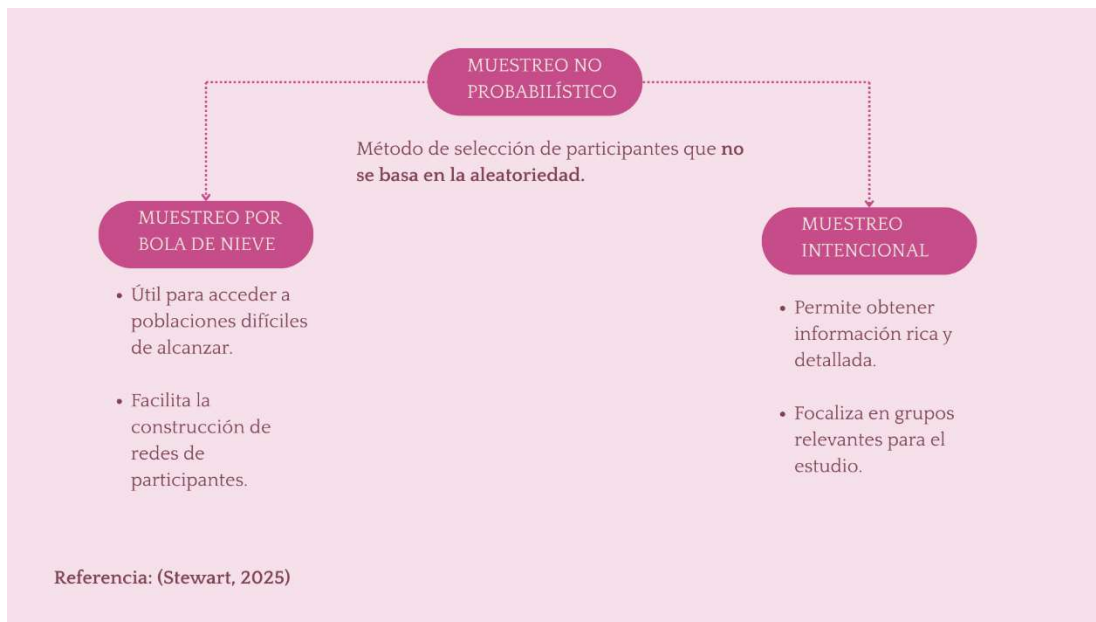 MUESTREO NO
PROBABILÍSTICO
Método de selección de participantes que no
se basa en la aleatoriedad.
MUESTREO POR
BOLA DE NIEVE
• Útil para acceder a
poblaciones difíciles
de alcanzar.
• Facilita la
construcción de
redes de
participantes.
MUESTREO
INTENCIONAL
• Permite obtener
información rica y
detallada.
• Focaliza en grupos
relevantes para el
estudio.
Referencia: (Stewart, 2025)